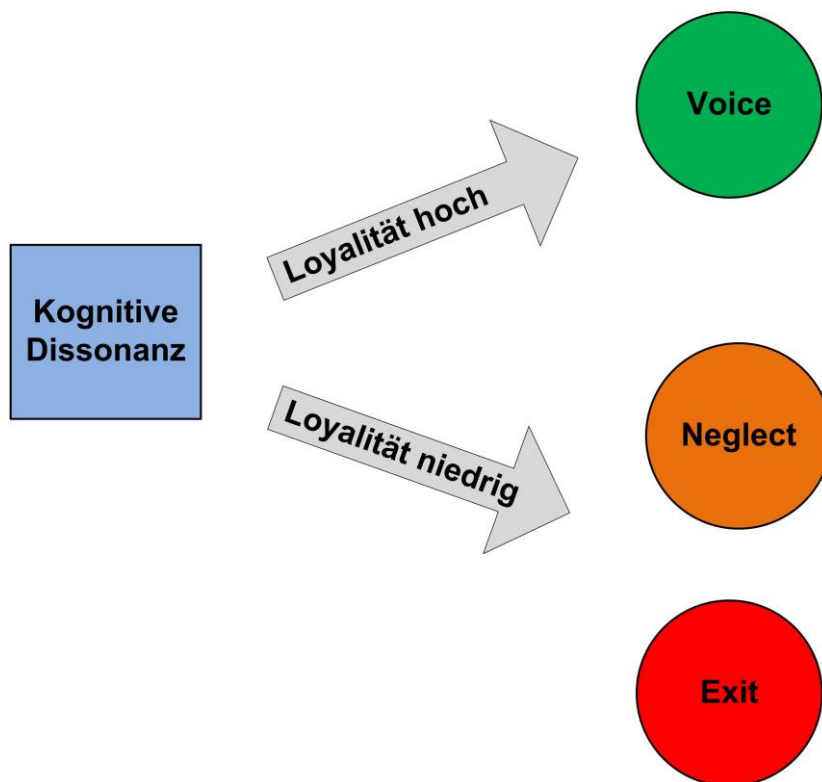 Voice
Loyalität hoch
Kognitive
Dissonanz
Loyalität niedrig
Neglect
Exit